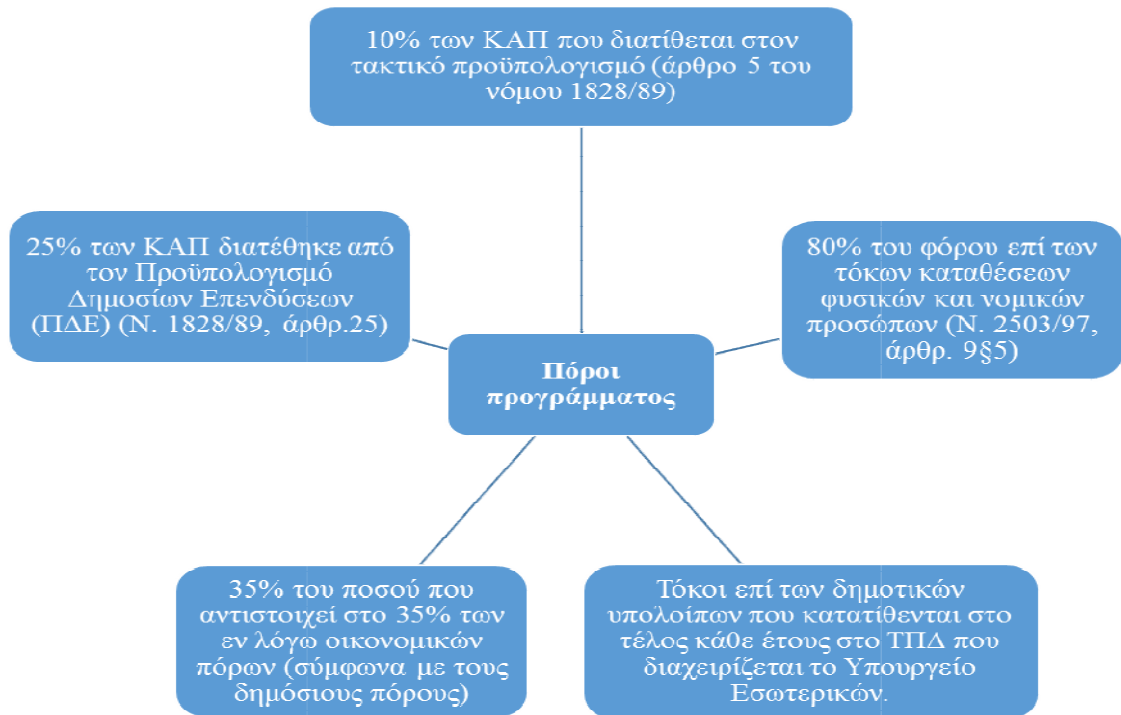 10% των ΚΑΠ που διατίθεται στον
τακτικό προϋπολογισμό (άρθρο 5 του
νόμου 1828/89)
25% των ΚΑΠ διατέθηκε από
τον Προϋπολογισμό
Δημοσίων Επενδύσεων
(ΠΔΕ) (Ν. 1828/89, άρθρ.25)
80% του φόρου επί των
τόκων καταθέσεων
φυσικών και νομικών
προσώπων (Ν. 2503/97,
άρθρ. 9§5)
Πόροι
προγράμματος
35% του ποσού που
αντιστοιχεί στο 35% των
εν λόγω οικονομικών
πόρων (σύμφωνα με τους
δημόσιους πόρους)
Τόκοι επί των δημοτικών
υπολοίπων που κατατίθενται στο
τέλος κάθε έτους στο ΤΠΔ που
διαχειρίζεται το Υπουργείο
Εσωτερικών.